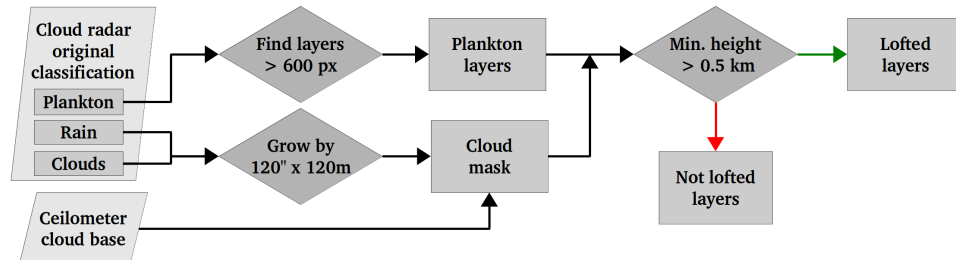 Cloud radar
original
classification
Plankton
Rain
Clouds
Ceilometer
cloud base
Find layers
> 600 px
Grow by
120" x 120m
Plankton
layers
Cloud
mask
Min. height
> 0.5 km
Lofted
layers
Not lofted
layers